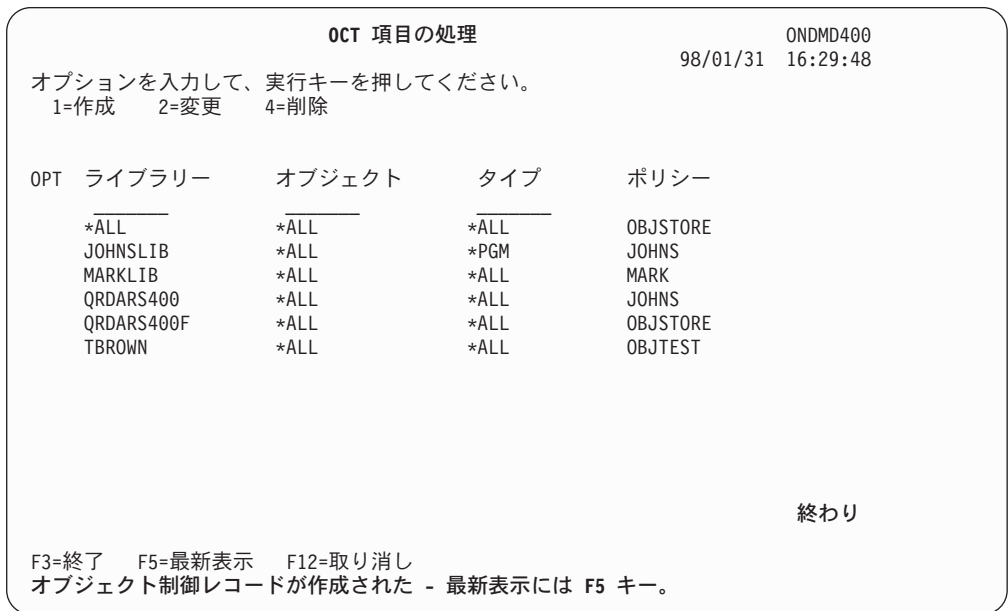 OCT 項目の処理 ONDMD400
98/01/31 16:29:48
オプションを入力して、実行キーを押してください。
1=作成 2=変更 4=削除
OPT ライブラリー オブジェクト タイプ ポリシー
*ALL *ALL *ALL OBJSTORE
JOHNSLIB *ALL *PGM JOHNS
MARKLIB *ALL *ALL MARK
QRDARS400 *ALL *ALL JOHNS
QRDARS400F *ALL *ALL OBJSTORE
TBROWN *ALL *ALL OBJTEST
終わり
F3=終了 F5=最新表示 F12=取り消し
オブジェクト制御レコードが作成された - 最新表示には F5 キー。